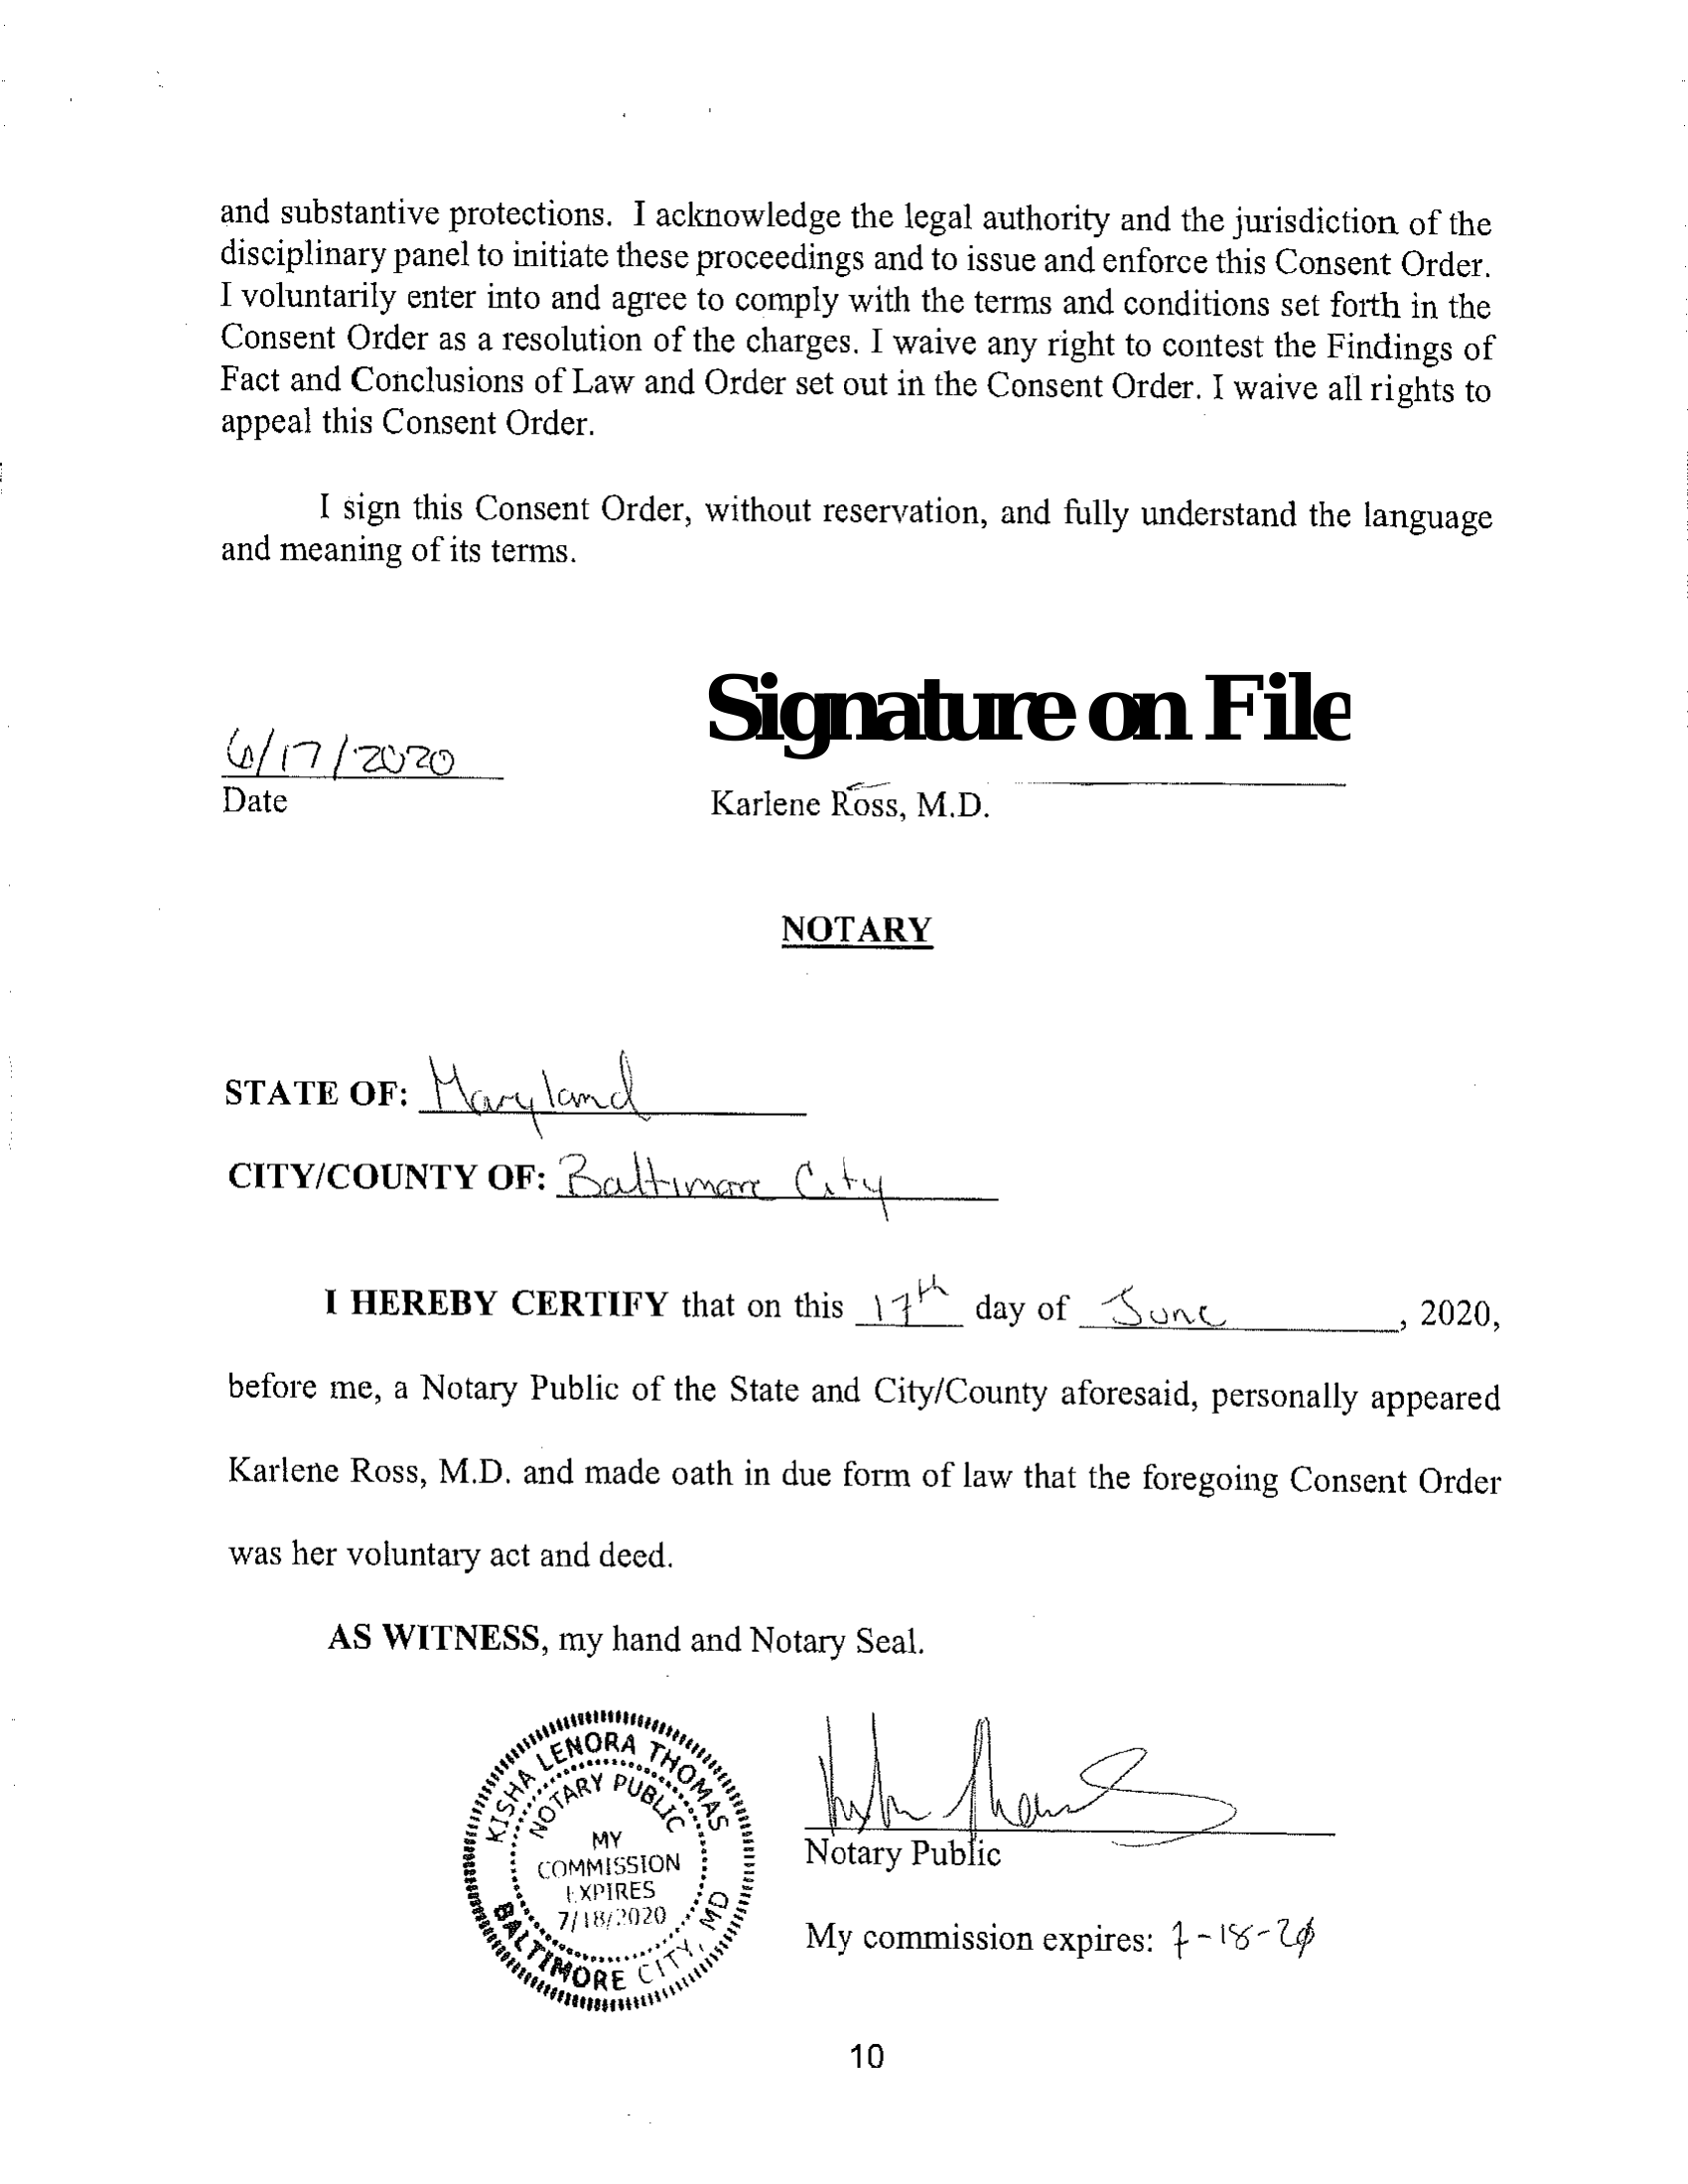 and substantive protections. I acknowledge the legal authority and the jurisdiction of the
disciplinary panel to initiate these proceedings and to issue and enforce this Consent Order.
I voluntarily enter into and agree to comply with the terms and conditions set forth in the
Consent Order as a resolution of the charges. I waive any right to contest the Findings of
Fact and Conclusions of Law and Order set out in the Consent Order. I waive all rights to
appeal this Consent Order.
I sign this Consent Order, without reservation, and fully understand the language
and meaning of its terms.
Signature on File
6/17/2020
Date
Karlene Ross, M.D.
NOTARY
STATE OF: Maryland
CITY/COUNTY OF: Baltimore City
I HEREBY CERTIFY that on this 17th day of June, 2020,
before me, a Notary Public of the State and City/County aforesaid, personally appeared
Karlene Ross, M.D. and made oath in due form of law that the foregoing Consent Order
was her voluntary act and deed.
AS WITNESS, my hand and Notary Seal.
KISHA LENORA THOMAS
NOTARY PUBLIC
MY
COMMISSION
EXPIRES
7/18/2020
BALTIMORE CITY, MD
Notary Public
My commission expires: 7-18-20
10